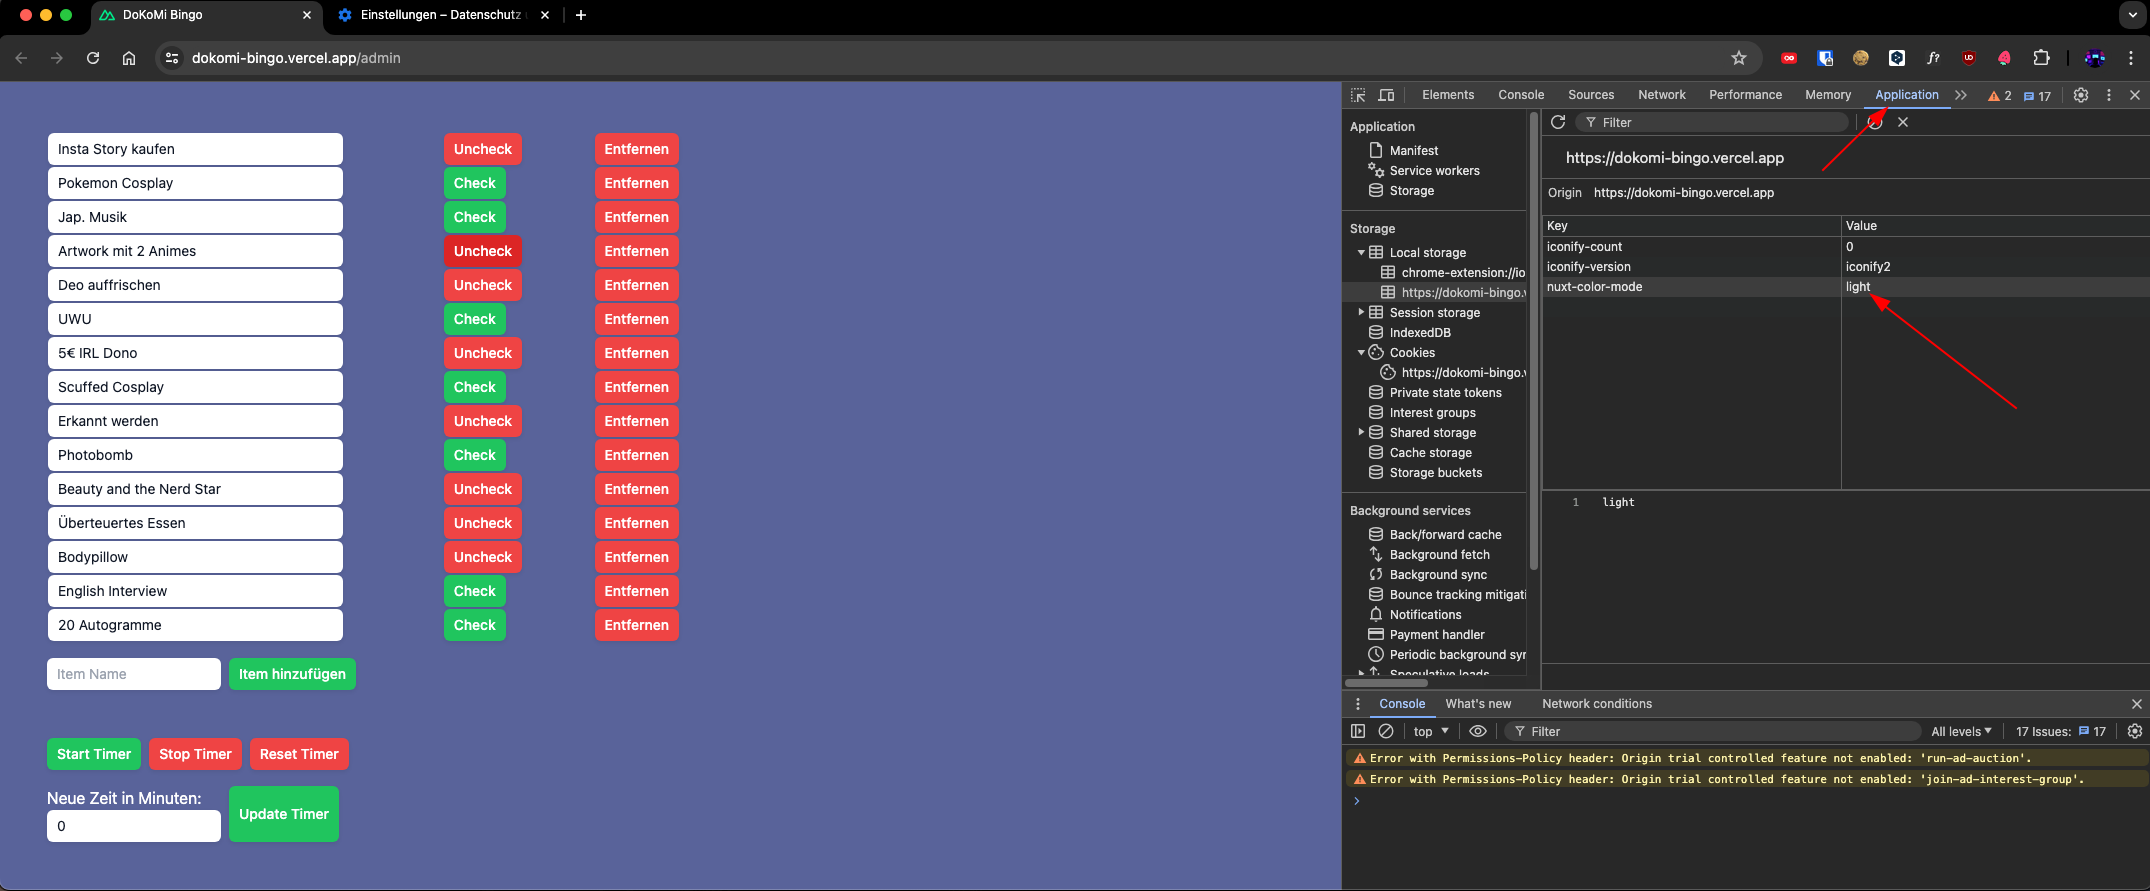 DoKoMi Bingo
Einstellungen – Datenschutz
dokomi-bingo.vercel.app/admin
Insta Story kaufen Uncheck Entfernen
Pokemon Cosplay Check Entfernen
Jap. Musik Check Entfernen
Artwork mit 2 Animes Uncheck Entfernen
Deo auffrischen Uncheck Entfernen
UWU Check Entfernen
5€ IRL Dono Uncheck Entfernen
Scuffed Cosplay Check Entfernen
Erkannt werden Uncheck Entfernen
Photobomb Check Entfernen
Beauty and the Nerd Star Uncheck Entfernen
Überteuertes Essen Uncheck Entfernen
Bodypillow Uncheck Entfernen
English Interview Check Entfernen
20 Autogramme Check Entfernen
Item Name Item hinzufügen
Start Timer Stop Timer Reset Timer
Neue Zeit in Minuten:
0
Update Timer
Elements Console Sources Network Performance Memory Application 2 17
Application
Manifest
Service workers
Storage
Storage
Local storage
chrome-extension://io
https://dokomi-bingo.v
Session storage
IndexedDB
Cookies
https://dokomi-bingo.v
Private state tokens
Interest groups
Shared storage
Cache storage
Storage buckets
Background services
Back/forward cache
Background fetch
Background sync
Bounce tracking mitigati
Notifications
Payment handler
Periodic background syn
Speculative loads
Filter
https://dokomi-bingo.vercel.app
Origin https://dokomi-bingo.vercel.app
Key Value
iconify-count 0
iconify-version iconify2
nuxt-color-mode light
1 light
Console What's new Network conditions
top Filter All levels 17 Issues: 17
Error with Permissions-Policy header: Origin trial controlled feature not enabled: 'run-ad-auction'.
Error with Permissions-Policy header: Origin trial controlled feature not enabled: 'join-ad-interest-group'.